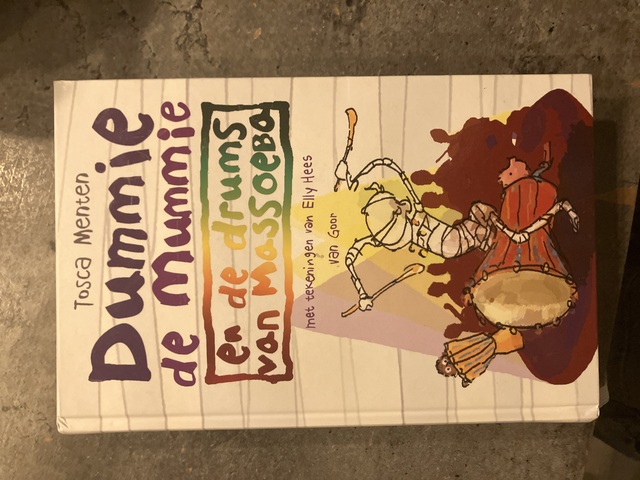 Tosca Menten
Dummie
de mummie
en de drums
van Massoeba
met tekeningen van Elly Hees
van Goor